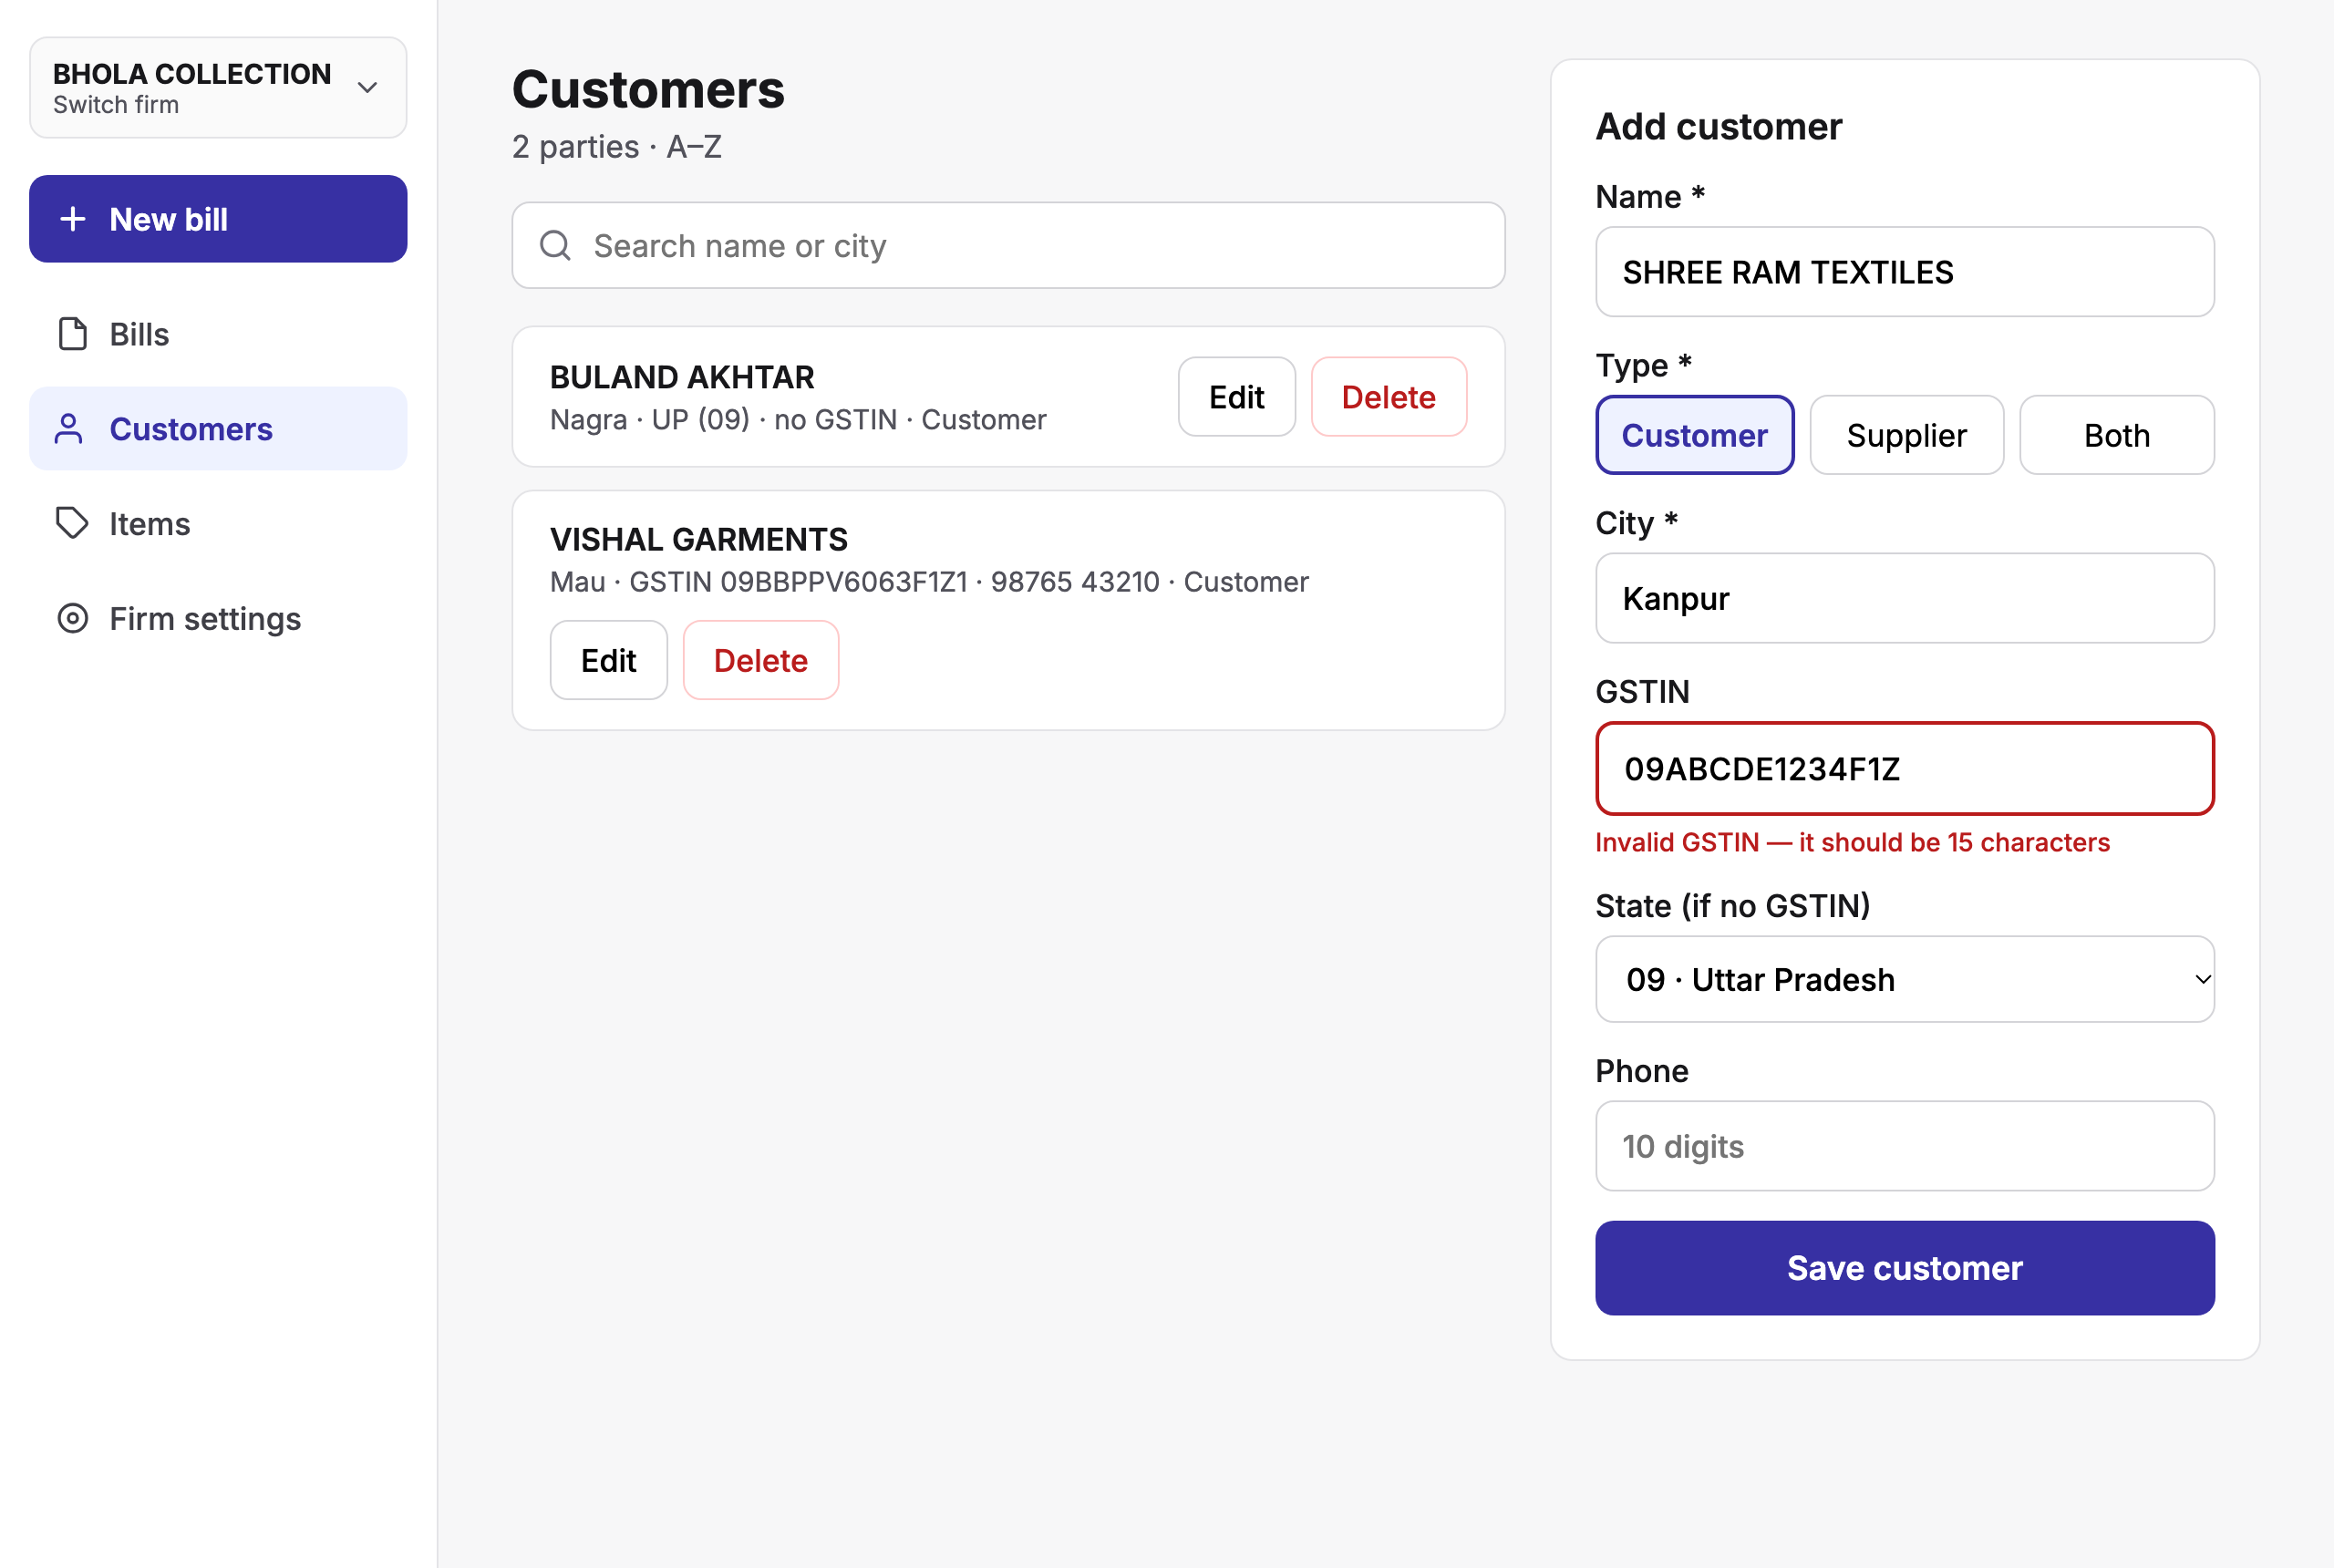 BHOLA COLLECTION
Switch firm
New bill
Bills
Customers
Items
Firm settings
Customers
2 parties · A–Z
Search name or city
BULAND AKHTAR
Nagra · UP (09) · no GSTIN · Customer
Edit
Delete
VISHAL GARMENTS
Mau · GSTIN 09BBPPV6063F1Z1 · 98765 43210 · Customer
Edit
Delete
Add customer
Name *
SHREE RAM TEXTILES
Type *
Customer
Supplier
Both
City *
Kanpur
GSTIN
09ABCDE1234F1Z
Invalid GSTIN — it should be 15 characters
State (if no GSTIN)
09 · Uttar Pradesh
Phone
10 digits
Save customer